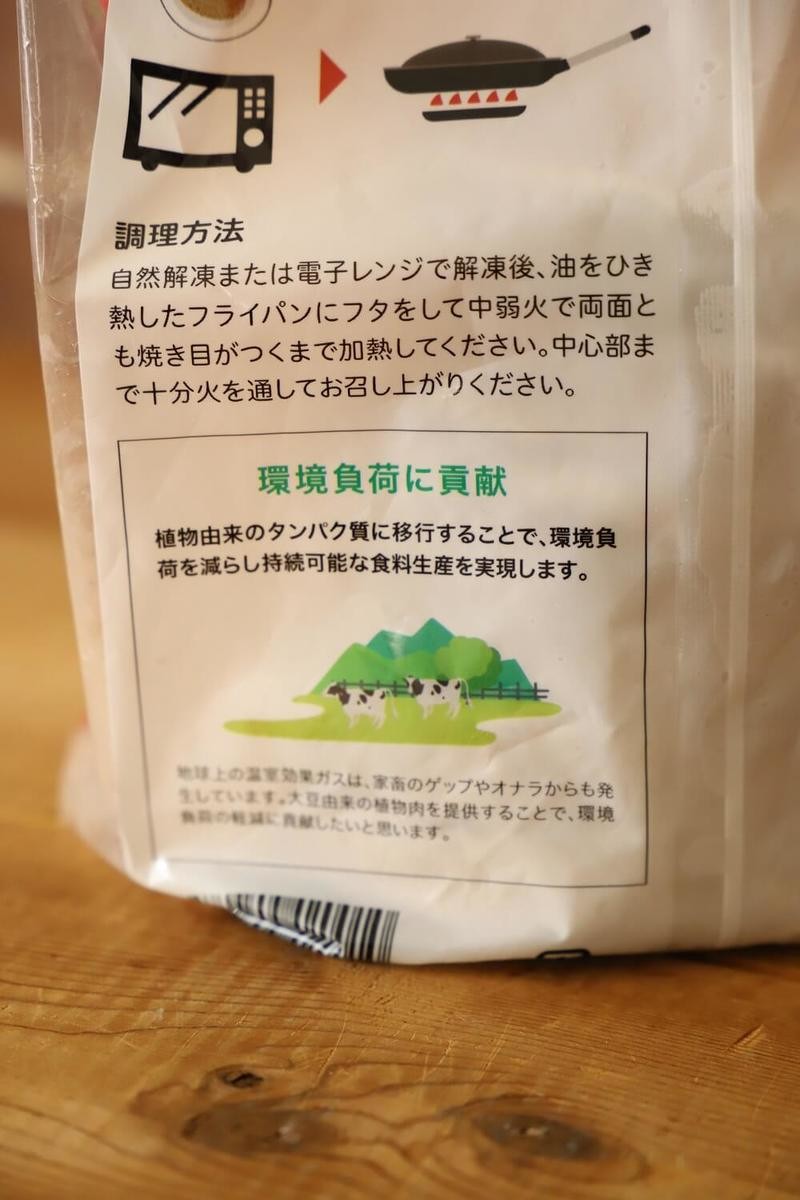 調理方法
自然解凍または電子レンジで解凍後、油をひき
熱したフライパンにフタをして中弱火で両面と
も焼き目がつくまで加熱してください。中心部ま
で十分火を通してお召し上がりください。
環境負荷に貢献
植物由来のタンパク質に移行することで、環境負
荷を減らし持続可能な食料生産を実現します。
地球上の温室効果ガスは、家畜のゲップやオナラからも発
生しています。大豆由来の植物肉を提供することで、環境
負荷の軽減に貢献したいと思います。